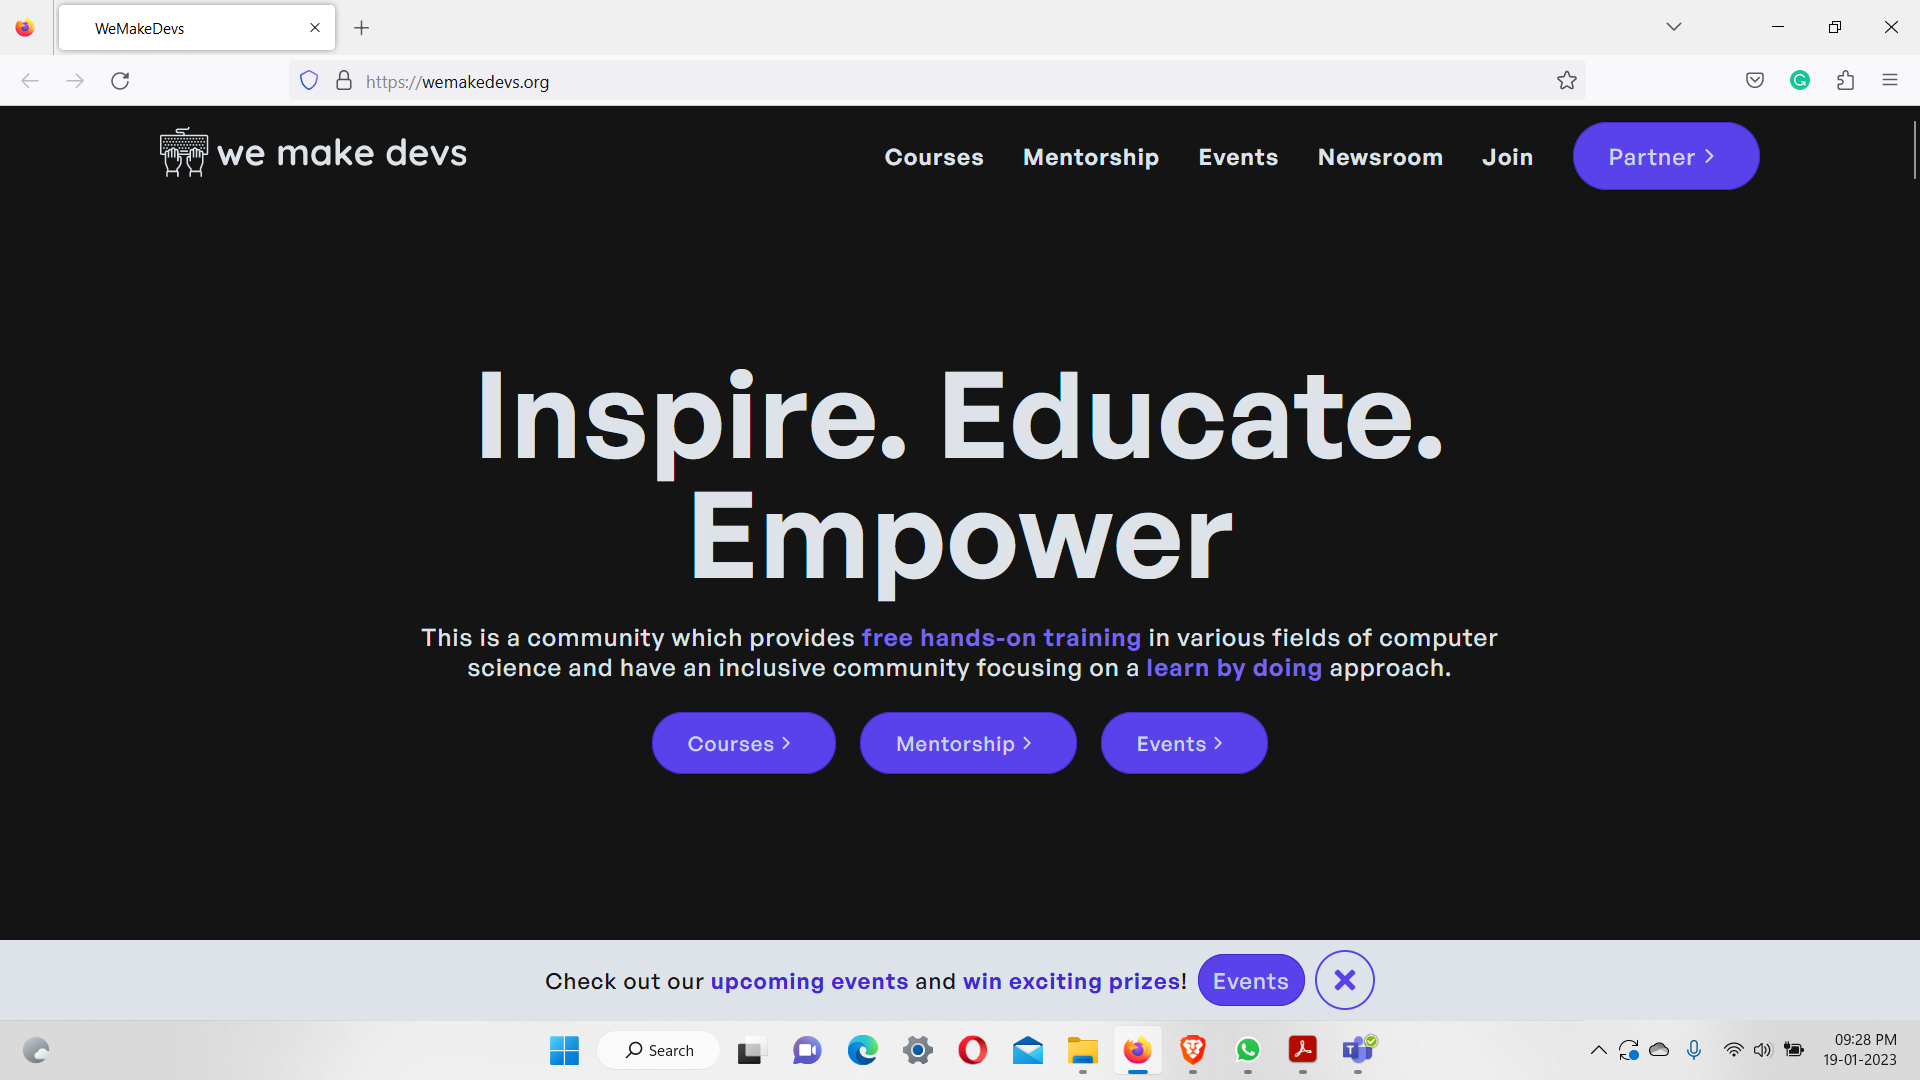 WeMakeDevs
https://wemakedevs.org
we make devs
Courses Mentorship Events Newsroom Join Partner
Inspire. Educate.
Empower
This is a community which provides free hands-on training in various fields of computer
science and have an inclusive community focusing on a learn by doing approach.
Courses Mentorship Events
Check out our upcoming events and win exciting prizes! Events
Search
09:28 PM
19-01-2023